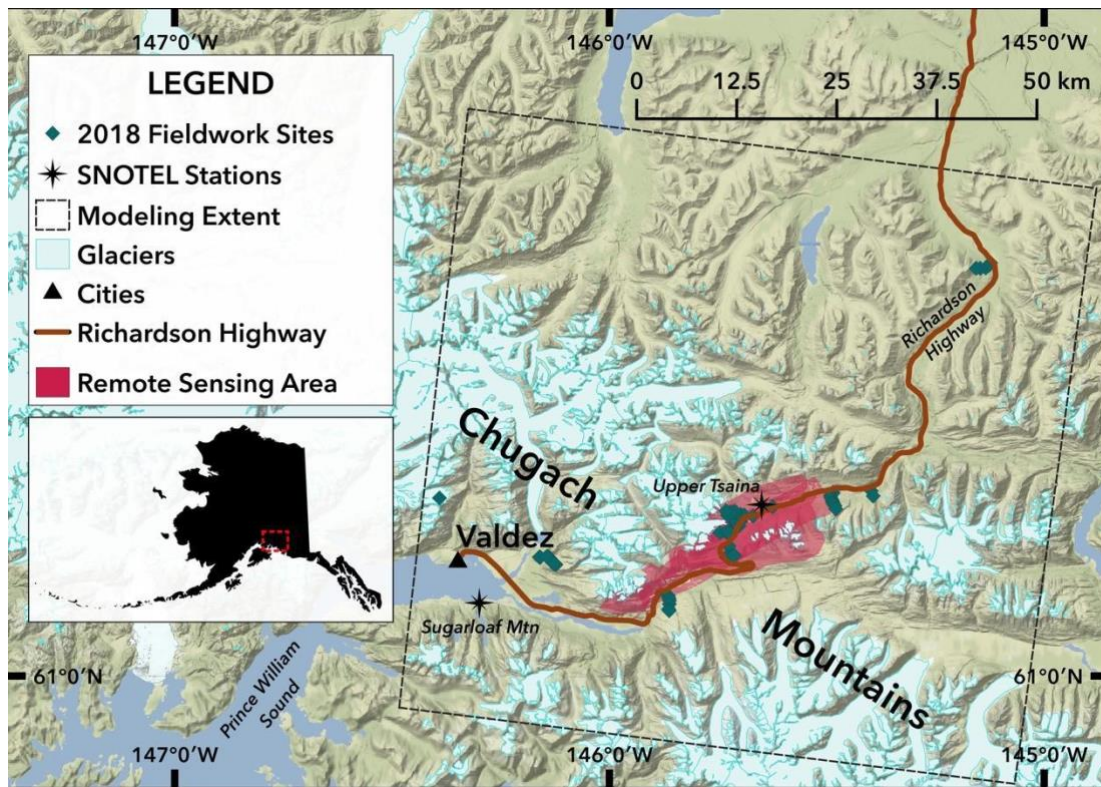 147°0′W
146°0′W
145°0′W
LEGEND
2018 Fieldwork Sites
SNOTEL Stations
Modeling Extent
Glaciers
Cities
Richardson Highway
Remote Sensing Area
0 12.5 25 37.5 50 km
Richardson
Highway
Chugach
Upper Tsaina
Valdez
Sugarloaf Mtn
Mountains
Prince William
Sound
61°0′N
61°0′N
147°0′W
146°0′W
145°0′W